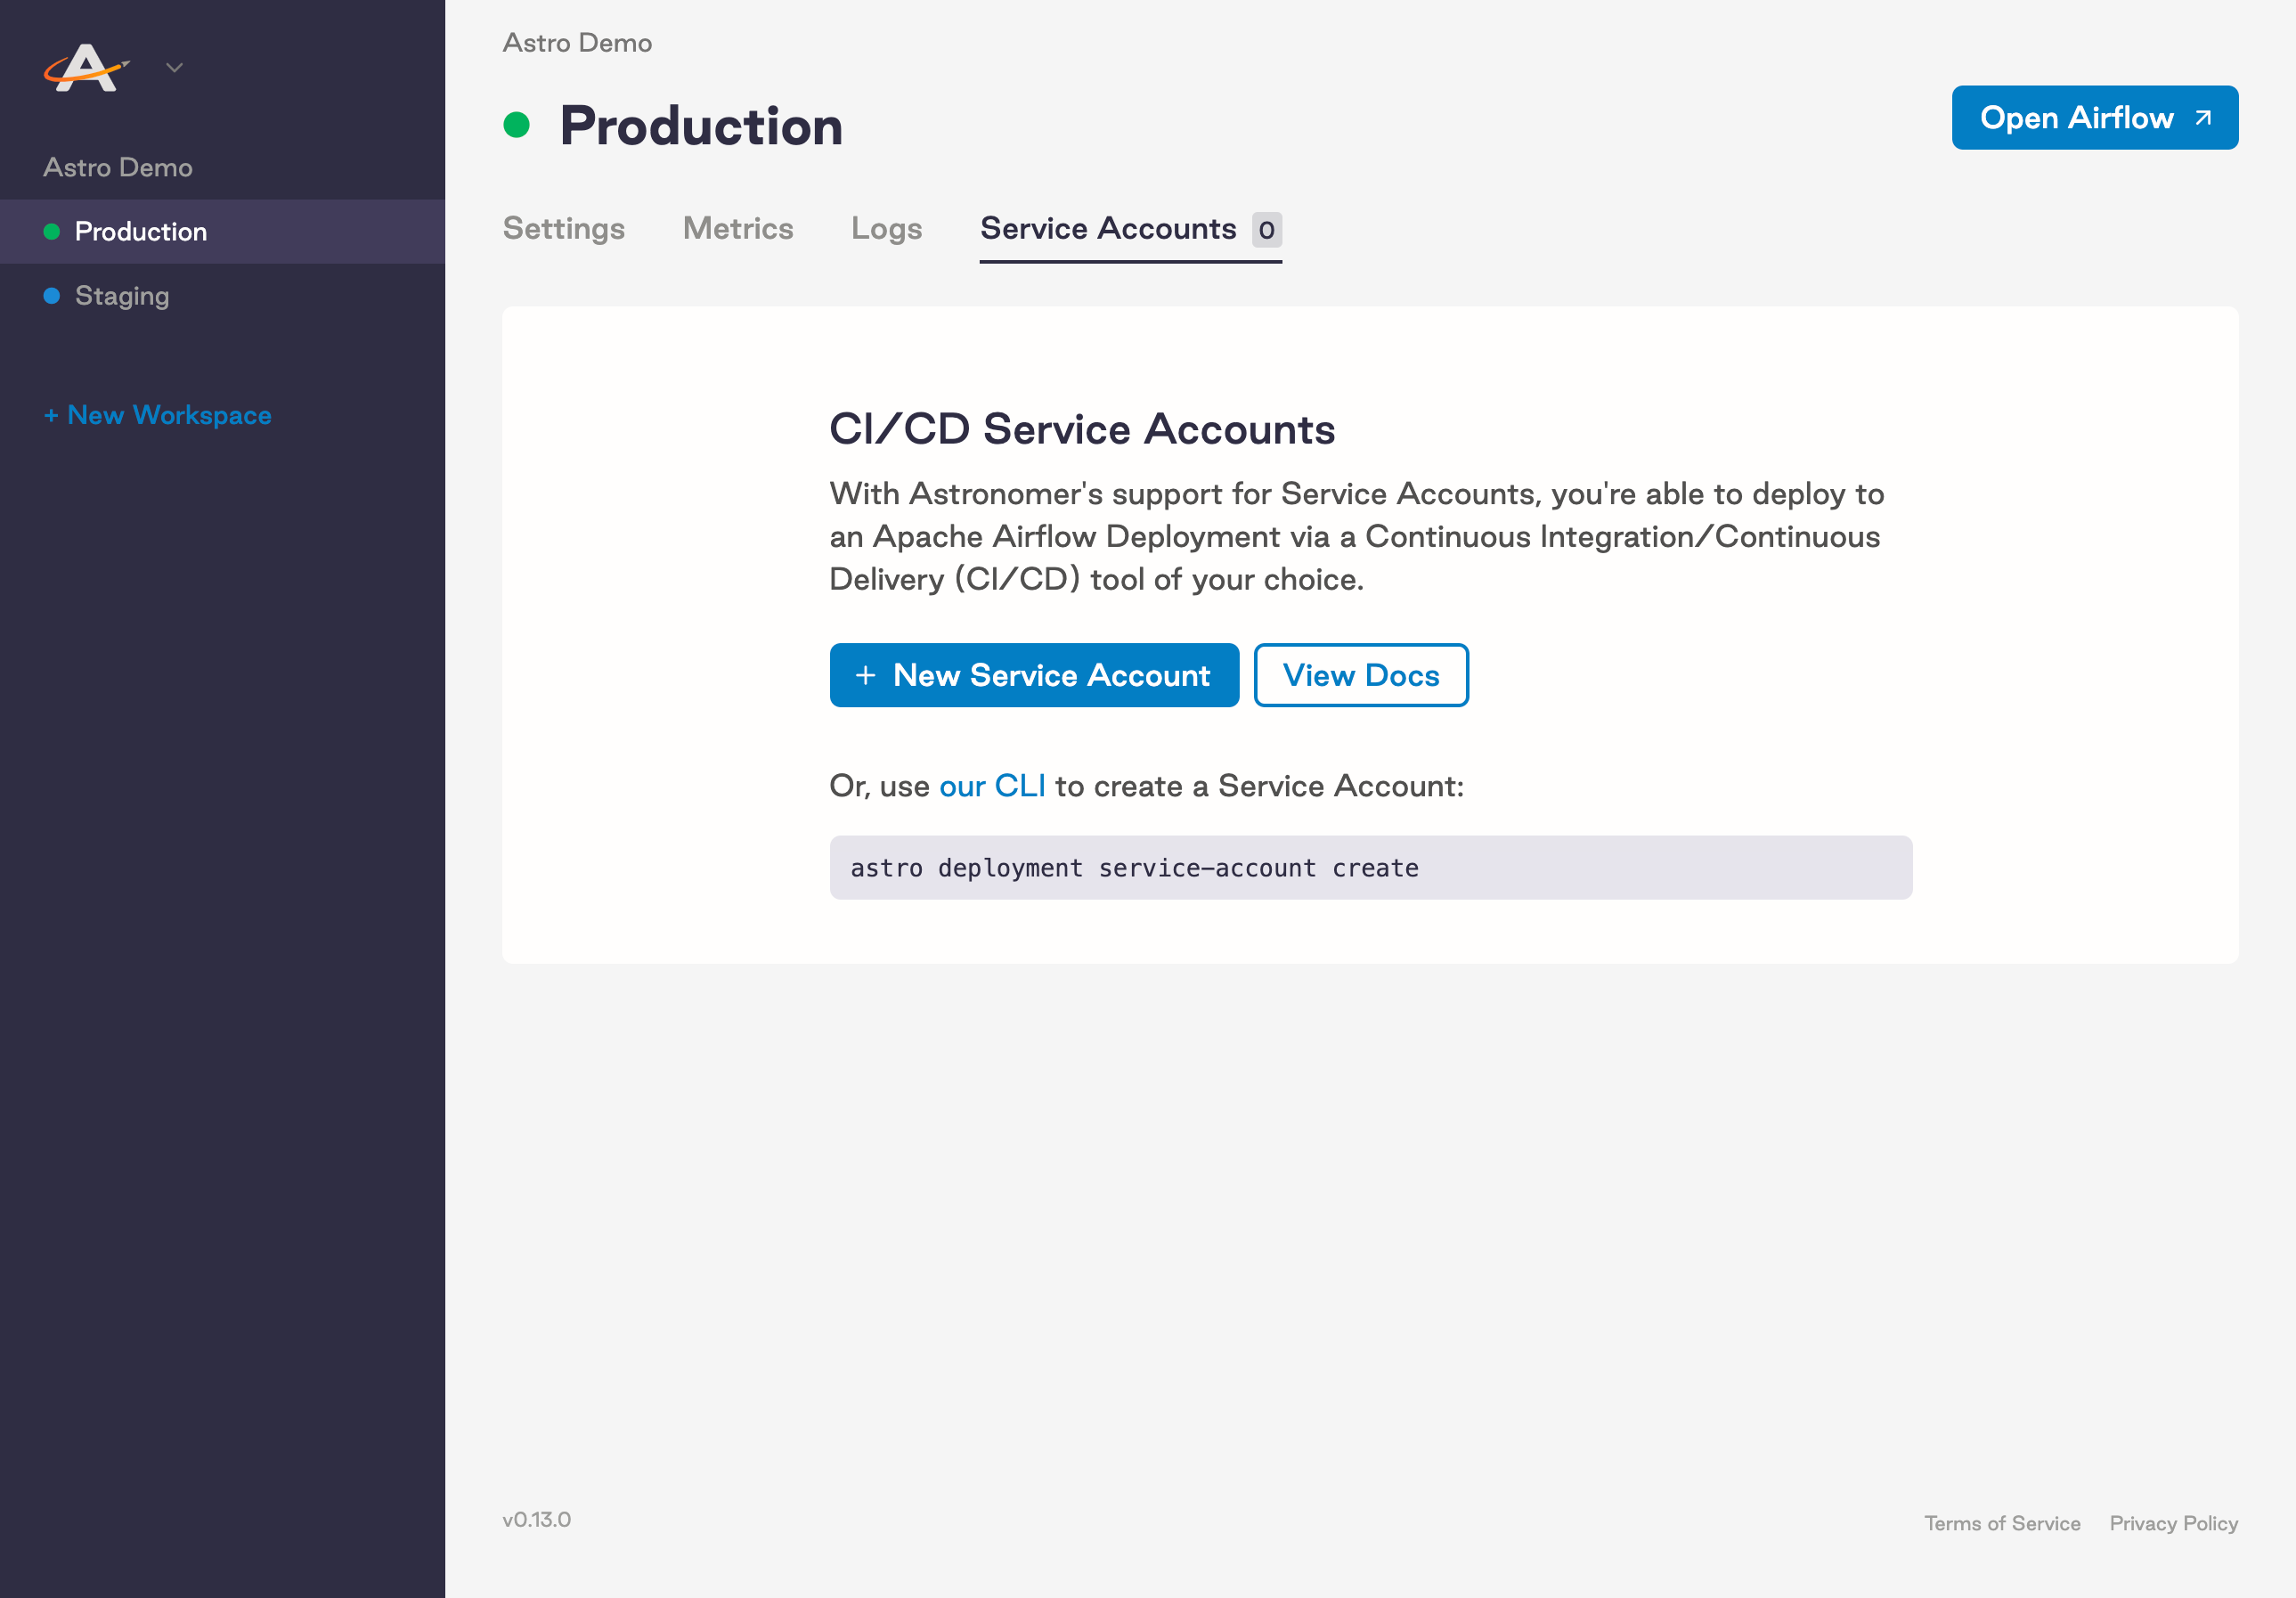 Astro Demo
Production
Staging
+ New Workspace
Astro Demo
Production
Open Airflow
Settings
Metrics
Logs
Service Accounts 0
CI/CD Service Accounts
With Astronomer's support for Service Accounts, you're able to deploy to
an Apache Airflow Deployment via a Continuous Integration/Continuous
Delivery (CI/CD) tool of your choice.
+ New Service Account
View Docs
Or, use our CLI to create a Service Account:
astro deployment service-account create
v0.13.0
Terms of Service
Privacy Policy